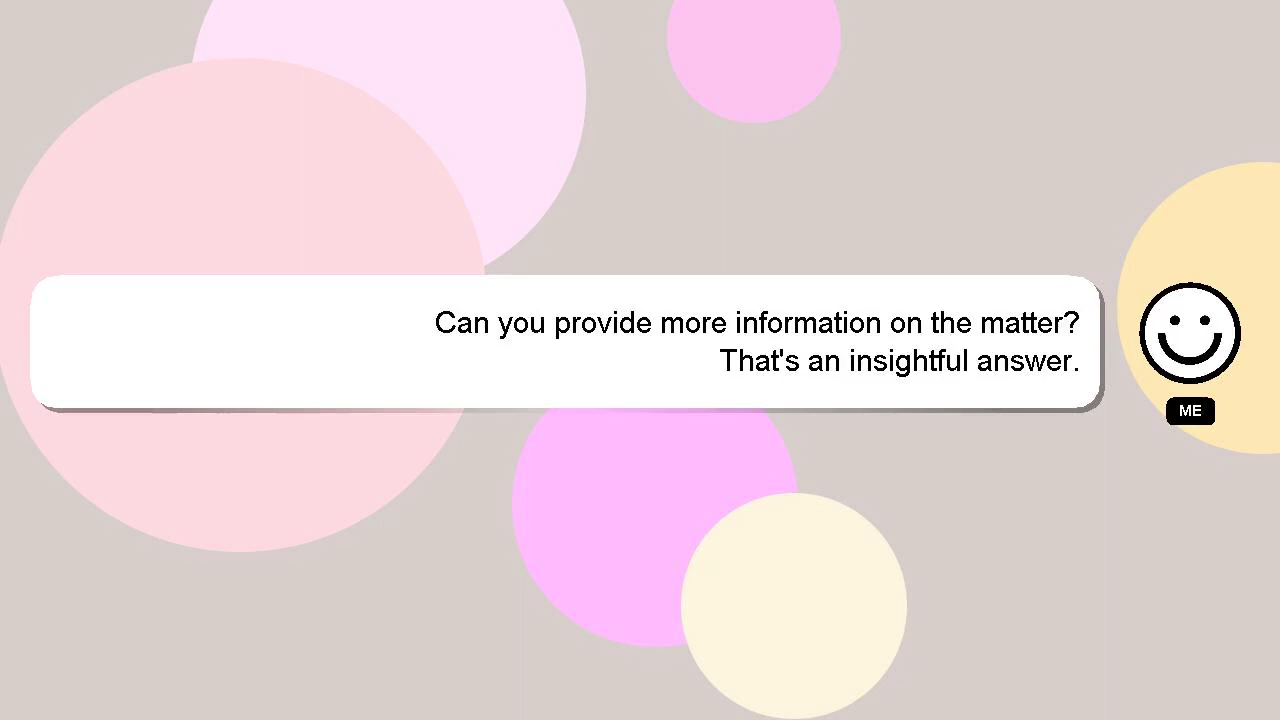 Can you provide more information on the matter?
That's an insightful answer.
ME